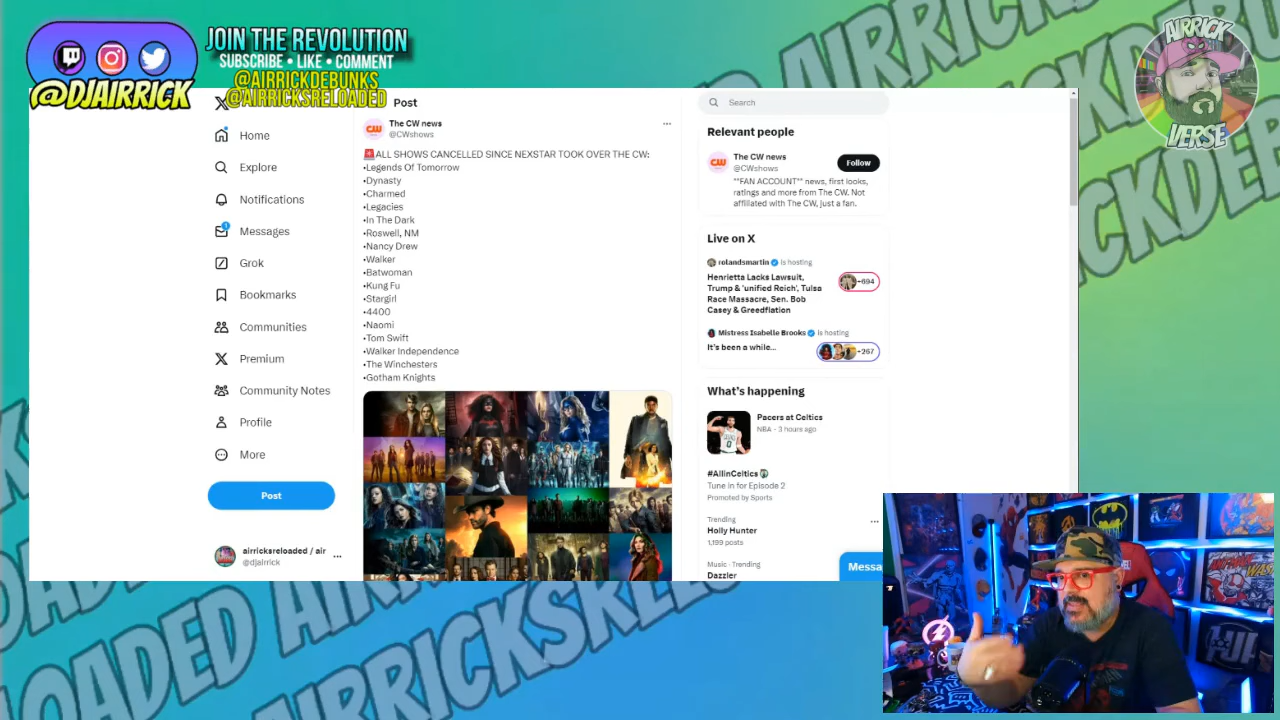 @DJAIRRICK
JOIN THE REVOLUTION
SUBSCRIBE • LIKE • COMMENT
@AIRRICKDEBUNKS
@AIRRICKSRELOADED
AIRRICK
VERSE
Home
Explore
Notifications
1
Messages
Grok
Bookmarks
Communities
Premium
Community Notes
Profile
More
Post
airricksreloaded / air
@djairrick
Post
The CW news
@CWshows
🚨ALL SHOWS CANCELLED SINCE NEXSTAR TOOK OVER THE CW:
•Legends Of Tomorrow
•Dynasty
•Charmed
•Legacies
•In The Dark
•Roswell, NM
•Nancy Drew
•Walker
•Batwoman
•Kung Fu
•Stargirl
•4400
•Naomi
•Tom Swift
•Walker Independence
•The Winchesters
•Gotham Knights
Search
Relevant people
The CW news
@CWshows
Follow
**FAN ACCOUNT** news, first looks,
ratings and more from The CW. Not
affiliated with The CW, just a fan.
Live on X
rolandsmartin is hosting
Henrietta Lacks Lawsuit,
Trump & 'unified Reich', Tulsa
Race Massacre, Sen. Bob
Casey & Greedflation
+694
Mistress Isabelle Brooks is hosting
It's been a while...
+267
What's happening
Pacers at Celtics
NBA · 3 hours ago
#AllinCeltics
Tune in for Episode 2
Promoted by Sports
Trending
Holly Hunter
1,199 posts
Music · Trending
Dazzler
Messa